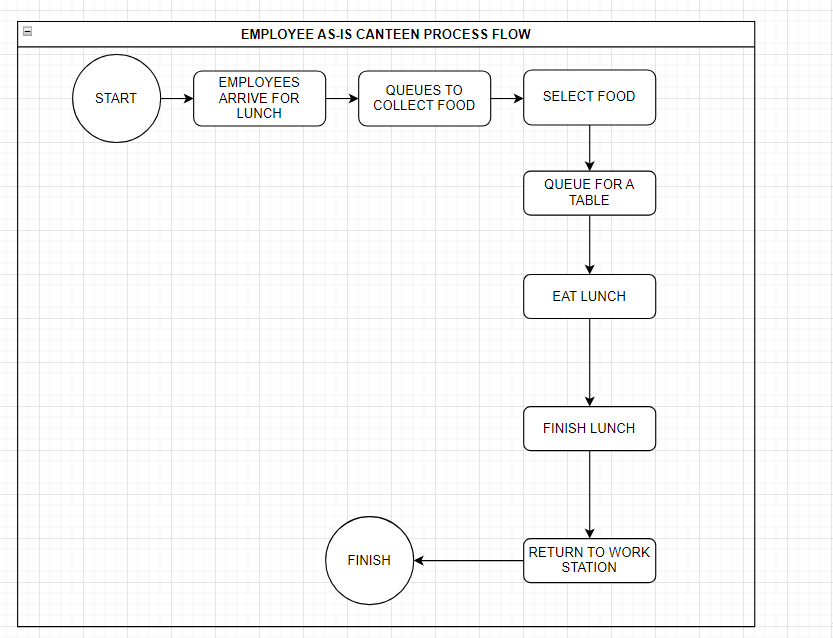 EMPLOYEE AS-IS CANTEEN PROCESS FLOW
START
EMPLOYEES
ARRIVE FOR
LUNCH
QUEUES TO
COLLECT FOOD
SELECT FOOD
QUEUE FOR A
TABLE
EAT LUNCH
FINISH LUNCH
RETURN TO WORK
STATION
FINISH